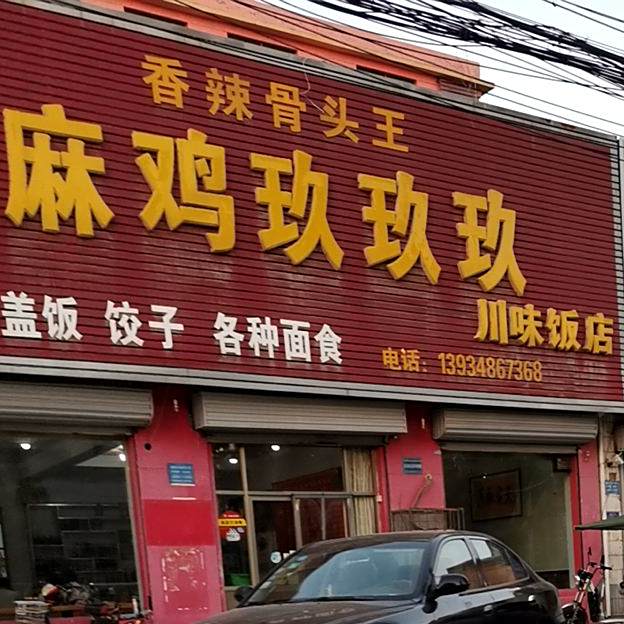 香辣骨头王
麻鸡玖玖玖
川味饭店
盖饭 饺子 各种面食
电话：13934867368